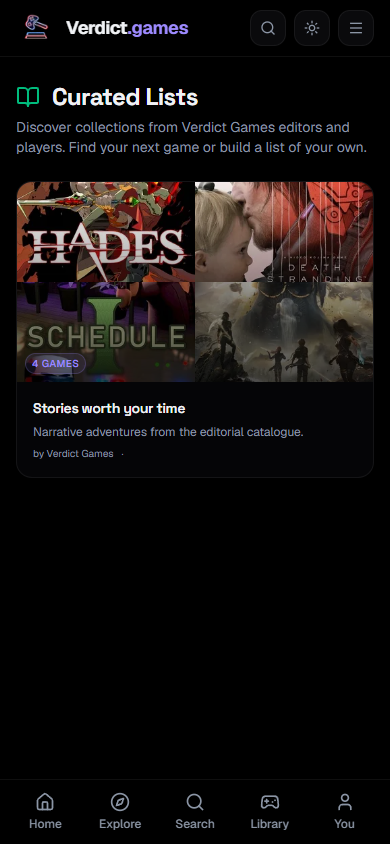 Verdict.games
Curated Lists
Discover collections from Verdict Games editors and
players. Find your next game or build a list of your own.
HADES
DEATH
STRANDING
SCHEDULE
I
4 GAMES
Stories worth your time
Narrative adventures from the editorial catalogue.
by Verdict Games ·
Home Explore Search Library You